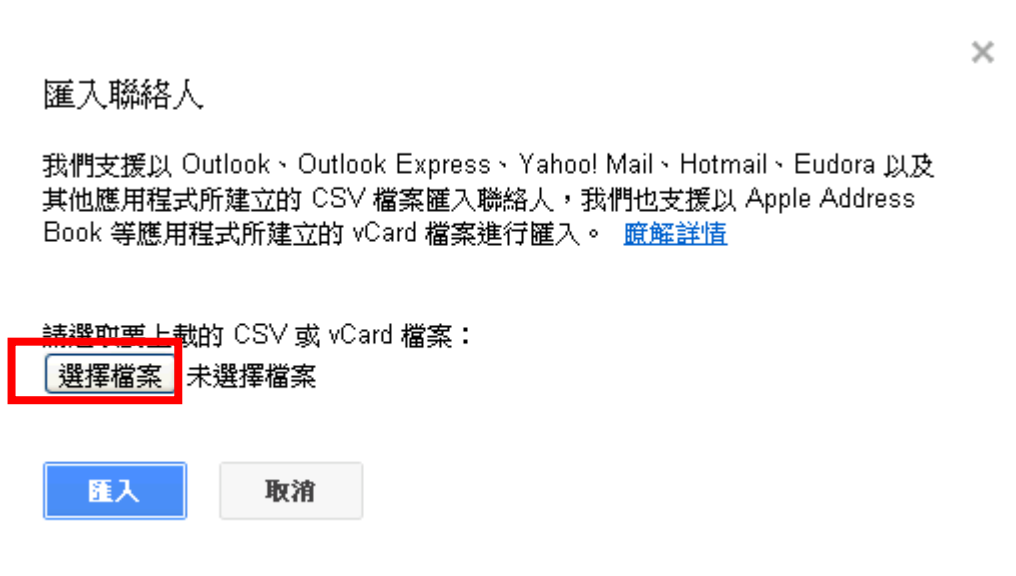 匯入聯絡人
我們支援以 Outlook、Outlook Express、Yahoo! Mail、Hotmail、Eudora 以及
其他應用程式所建立的 CSV 檔案匯入聯絡人，我們也支援以 Apple Address
Book 等應用程式所建立的 vCard 檔案進行匯入。 瞭解詳情
請選取要上載的 CSV 或 vCard 檔案：
選擇檔案 未選擇檔案
匯入 取消